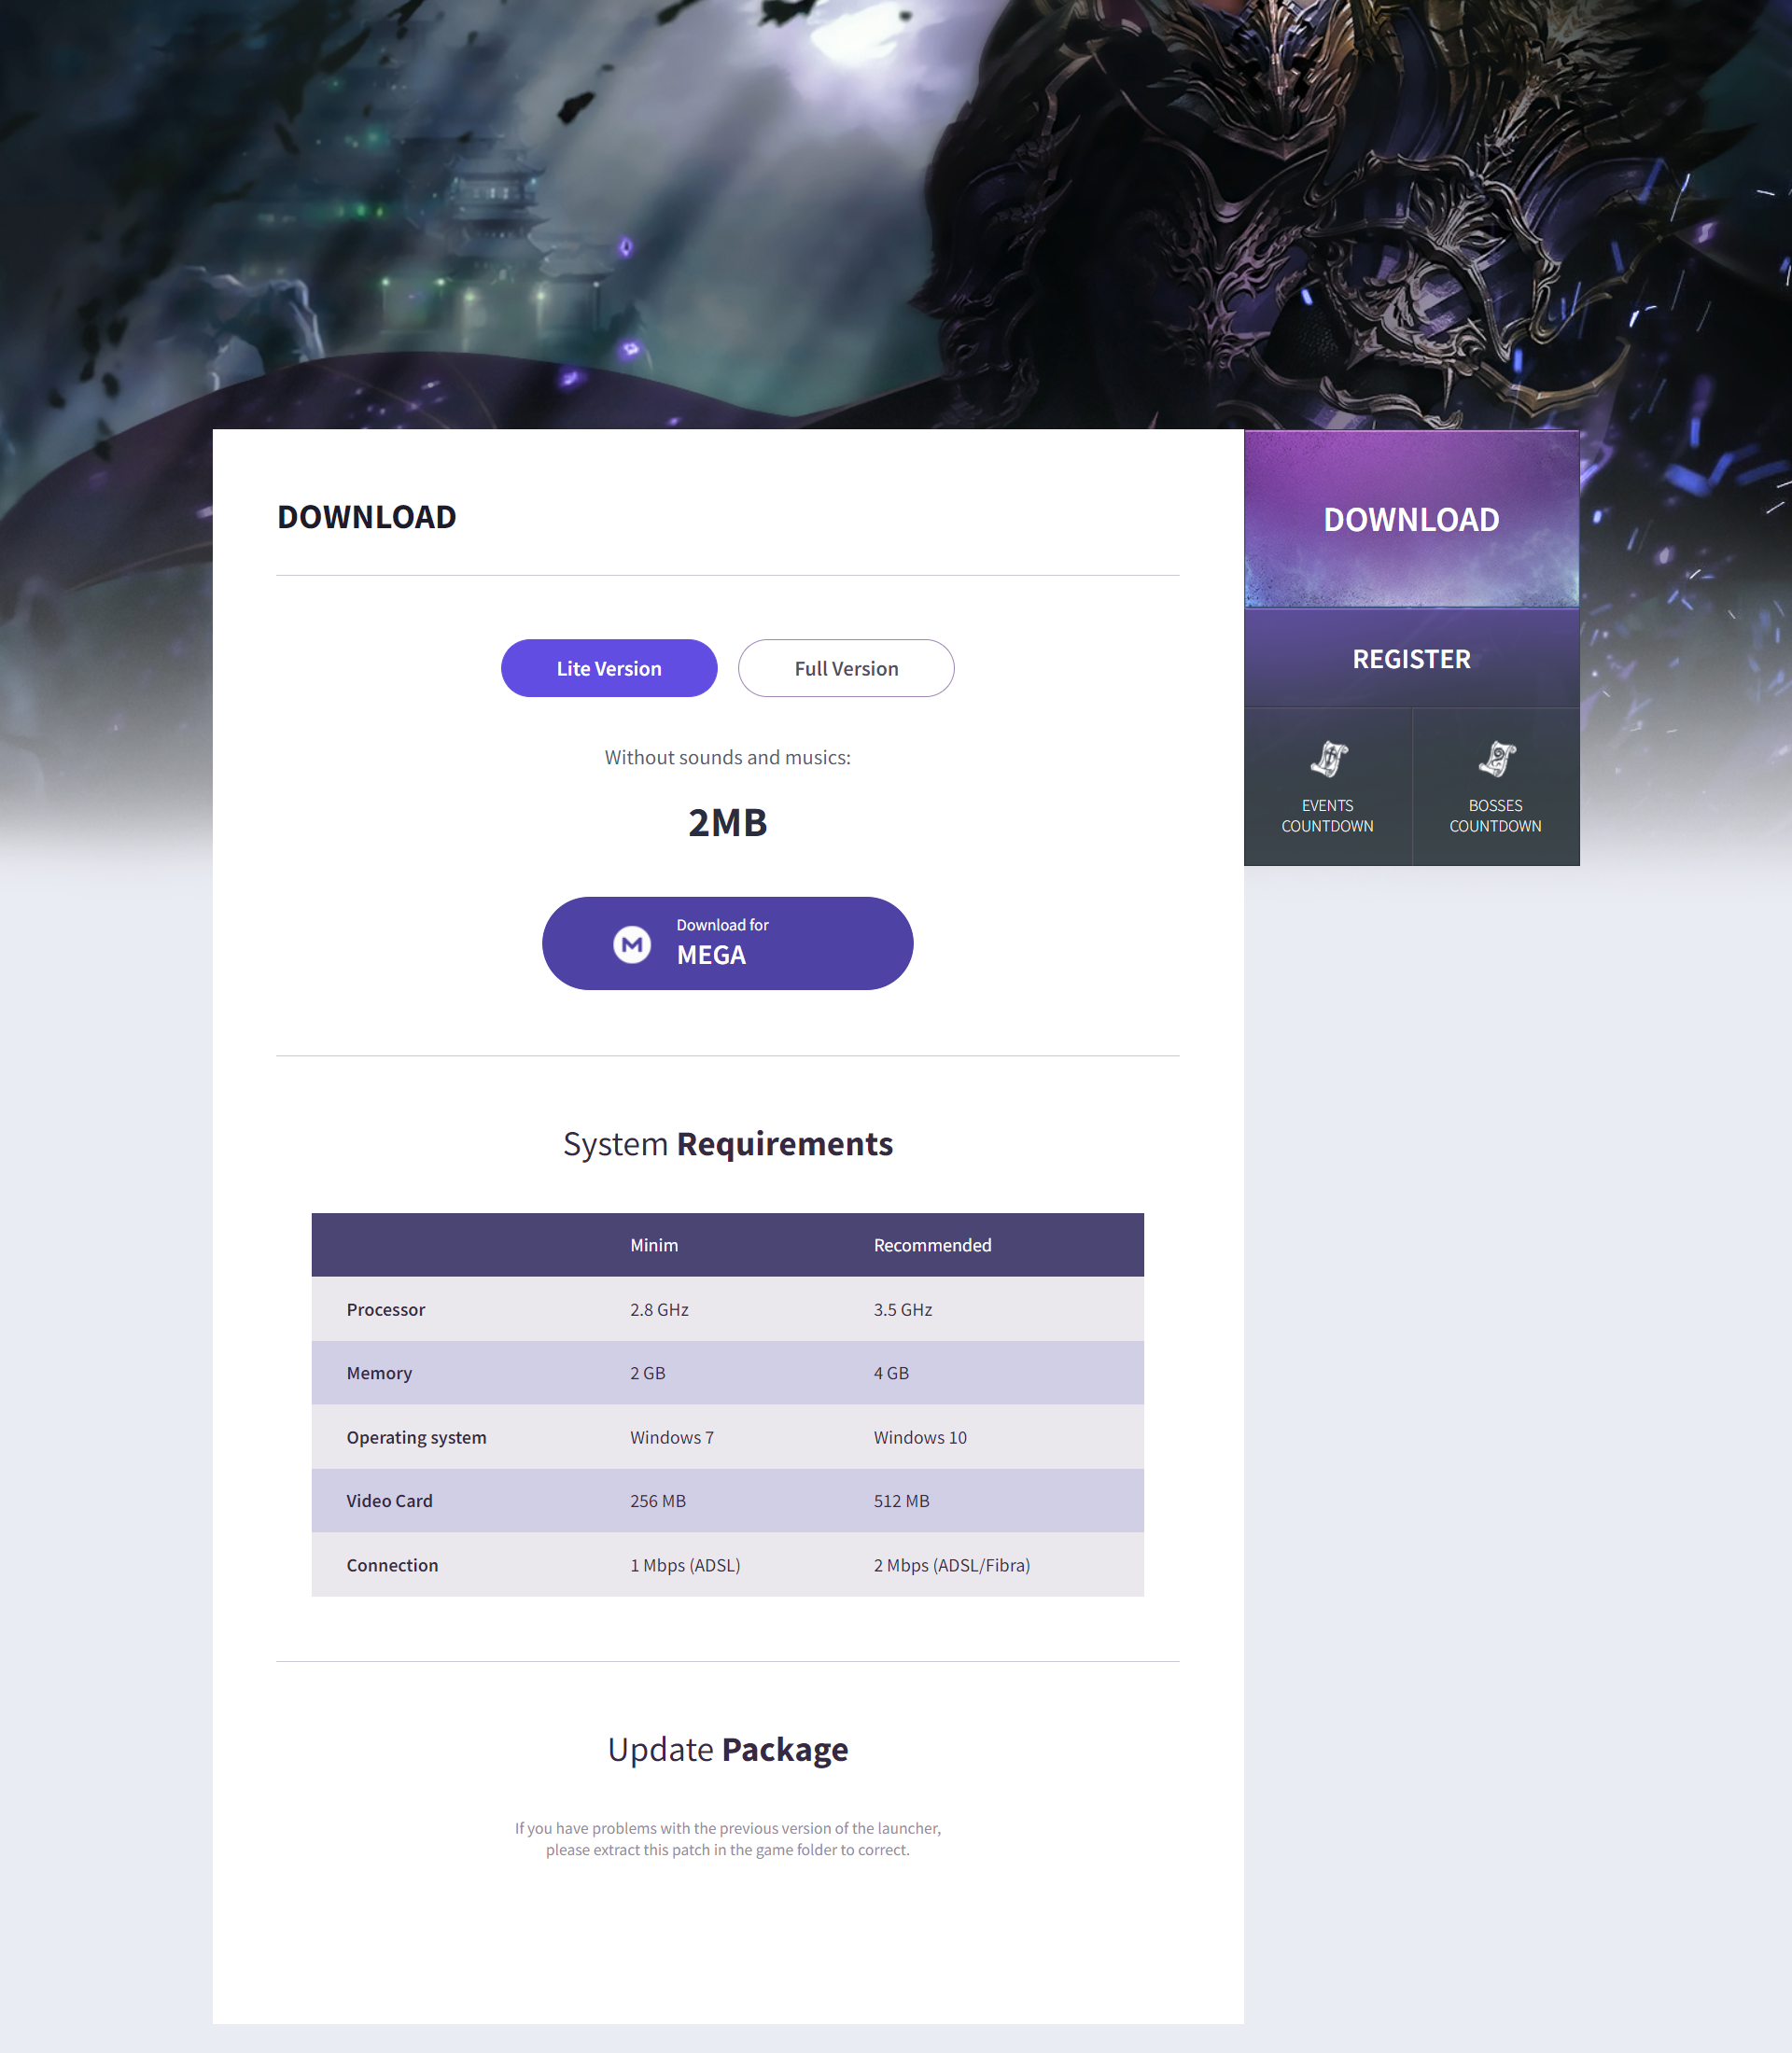 DOWNLOAD
Lite Version
Full Version
Without sounds and musics:
2MB
Download for
MEGA
System Requirements
Minim Recommended
Processor 2.8 GHz 3.5 GHz
Memory 2 GB 4 GB
Operating system Windows 7 Windows 10
Video Card 256 MB 512 MB
Connection 1 Mbps (ADSL) 2 Mbps (ADSL/Fibra)
Update Package
If you have problems with the previous version of the launcher,
please extract this patch in the game folder to correct.
DOWNLOAD
REGISTER
EVENTS
COUNTDOWN
BOSSES
COUNTDOWN